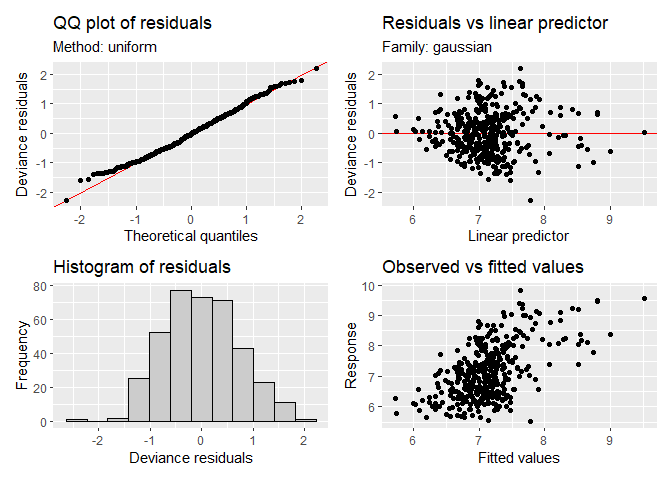 QQ plot of residuals
Method: uniform
2
1
0
-1
-2
-2
-1
0
1
2
Deviance residuals
Theoretical quantiles
Residuals vs linear predictor
Family: gaussian
2
1
0
-1
-2
6
7
8
9
Deviance residuals
Linear predictor
Histogram of residuals
80
60
40
20
0
-2
-1
0
1
2
Frequency
Deviance residuals
Observed vs fitted values
10
9
8
7
6
6
7
8
9
Response
Fitted values